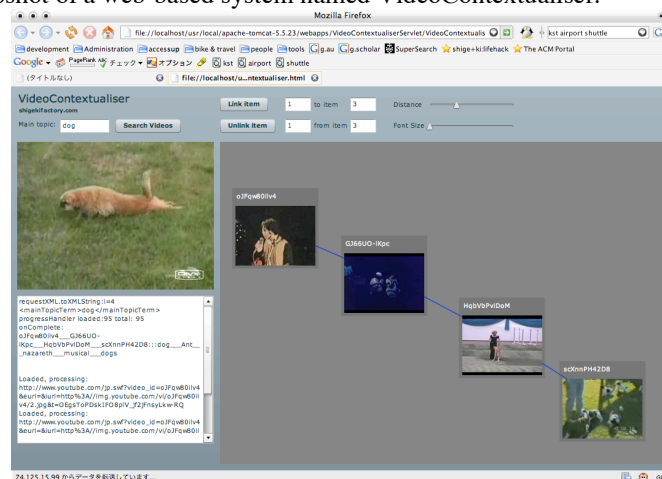 pshot of a web-based system named VideoContextualiser.
Mozilla Firefox
file://localhost/usr/local/apache-tomcat-5.5.23/webapps/VideoContextualiserServlet/VideoContextualis
kst airport shuttle
development Administration accessup bike & travel people tools g.au g.scholar SuperSearch shige+ki:lifehack The ACM Portal
Google PageRank チェック オプション kst airport shuttle
(タイトルなし) file://localhost/u...ntextualiser.html
VideoContextualiser
shigekifactory.com
Main topic: dog Search Videos
Link item 1 to item 3 Distance
Unlink item 1 from item 3 Font Size
oJFqw80ilv4
GJ66UO-iKpc
HqbVbPvlDoM
scXnnPH42D8
requestXML.toXMLString:i=4
<mainTopicTerm>dog</mainTopicTerm>
progressHandler loaded:95 total: 95
onComplete:
oJFqw80ilv4___GJ66UO-
iKpc___HqbVbPvlDoM___scXnnPH42D8:::dog___Ant__
_nazareth___musical___dogs
Loaded, processing:
http://www.youtube.com/jp.swf?video_id=oJFqw80ilv4
&eurl=&iurl=http%3A//img.youtube.com/vi/oJFqw80il
v4/2.jpg&t=OEgsToPDskIFO8plV_jf2jFnsyLkw-RQ
Loaded, processing:
http://www.youtube.com/jp.swf?video_id=oJFqw80ilv4
&eurl=&iurl=http%3A//img.youtube.com/vi/oJFqw80il
74.125.15.99 からデータを転送しています...